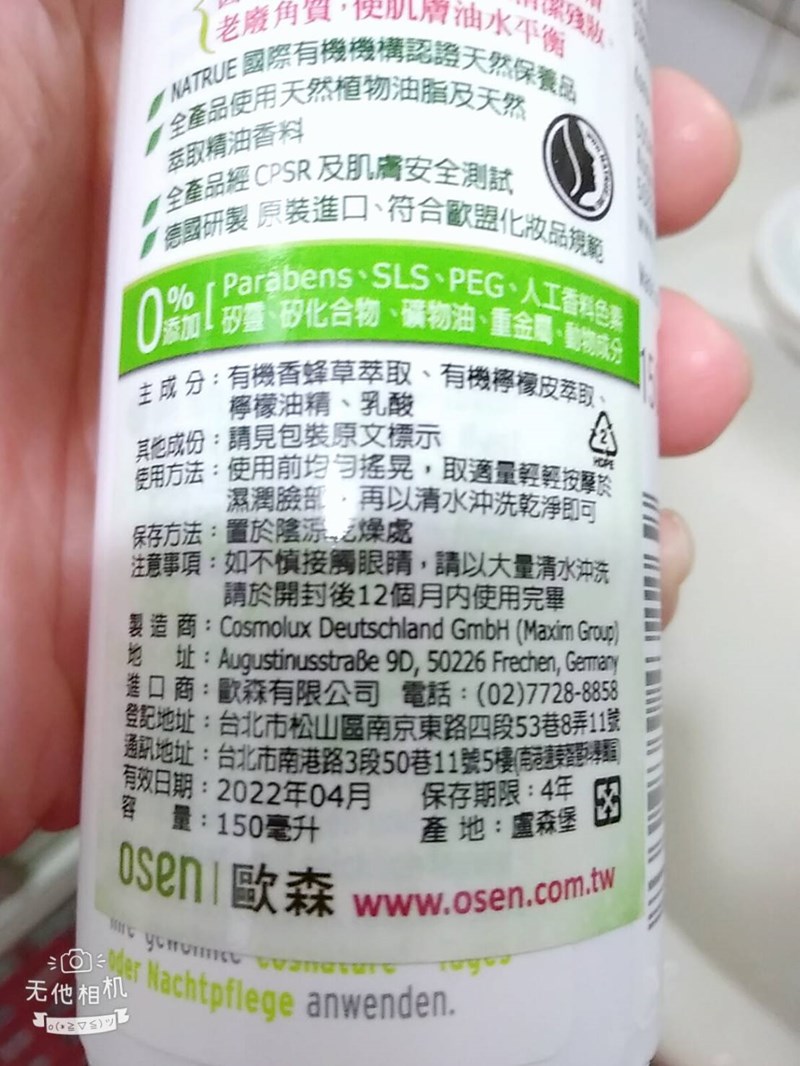 潔殘妝、
老廢角質，使肌膚油水平衡
NATRUE 國際有機機構認證天然保養品
全產品使用天然植物油脂及天然
萃取精油香料
全產品經 CPSR 及肌膚安全測試
德國研製 原裝進口、符合歐盟化妝品規範
0% 添加 [ Parabens、SLS、PEG、人工香料色素
矽靈、矽化合物、礦物油、重金屬、動物成分
主成分：有機香蜂草萃取、有機檸檬皮萃取、
檸檬油精、乳酸
2
HDPE
其他成份：請見包裝原文標示
使用方法：使用前均勻搖晃，取適量輕輕按摩於
濕潤臉部，再以清水沖洗乾淨即可
保存方法：置於陰涼乾燥處
注意事項：如不慎接觸眼睛，請以大量清水沖洗
請於開封後12個月内使用完畢
製造商：Cosmolux Deutschland GmbH (Maxim Group)
地址：Augustinusstraße 9D, 50226 Frechen, Germany
進口商：歐森有限公司 電話：(02)7728-8858
登記地址：台北市松山區南京東路四段53巷8弄11號
通訊地址：台北市南港路3段50巷11號5樓
有效日期：2022年04月 保存期限：4年
容量：150毫升 產地：盧森堡
osen | 歐森 www.osen.com.tw
Ihre gewohnte cosnature Tages
oder Nachtpflege anwenden.
无他相机